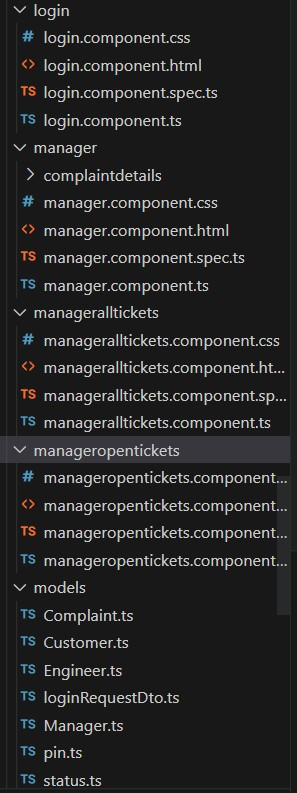 login
# login.component.css
<> login.component.html
TS login.component.spec.ts
TS login.component.ts
manager
complaintdetails
# manager.component.css
<> manager.component.html
TS manager.component.spec.ts
TS manager.component.ts
manageralltickets
# manageralltickets.component.css
<> manageralltickets.component.ht...
TS manageralltickets.component.sp...
TS manageralltickets.component.ts
manageropentickets
# manageropentickets.component...
<> manageropentickets.component...
TS manageropentickets.component...
TS manageropentickets.component...
models
TS Complaint.ts
TS Customer.ts
TS Engineer.ts
TS loginRequestDto.ts
TS Manager.ts
TS pin.ts
TS status.ts